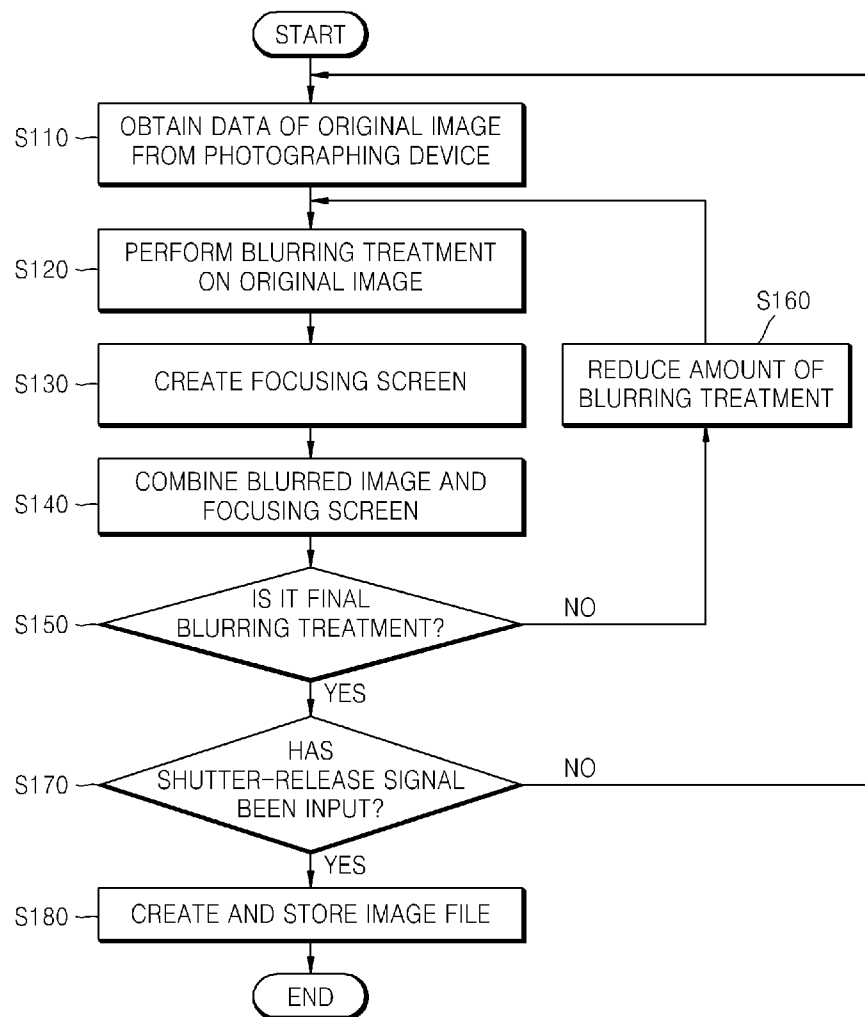 START
S110
OBTAIN DATA OF ORIGINAL IMAGE
FROM PHOTOGRAPHING DEVICE
S120
PERFORM BLURRING TREATMENT
ON ORIGINAL IMAGE
S160
REDUCE AMOUNT OF
BLURRING TREATMENT
S130
CREATE FOCUSING SCREEN
S140
COMBINE BLURRED IMAGE AND
FOCUSING SCREEN
S150
IS IT FINAL
BLURRING TREATMENT?
NO
YES
S170
HAS
SHUTTER-RELEASE SIGNAL
BEEN INPUT?
NO
YES
S180
CREATE AND STORE IMAGE FILE
END